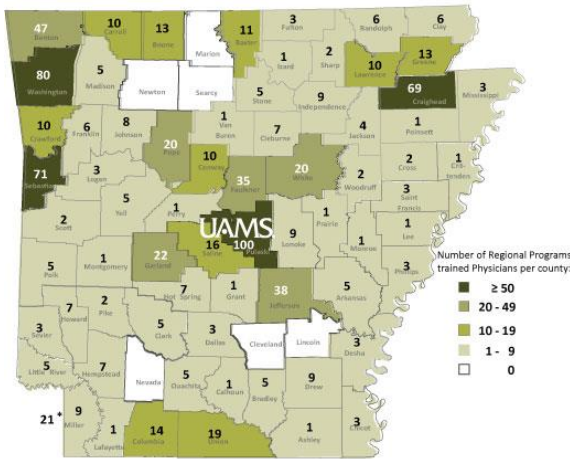 47
Benton
10
Carroll
13
Boone
Marion
11
Baxter
3
Fulton
6
Randolph
6
Clay
80
Washington
5
Madison
Newton
Searcy
5
Stone
1
Izard
2
Sharp
10
Lawrence
13
Greene
9
Independence
69
Craighead
3
Mississippi
10
Crawford
6
Franklin
8
Johnson
20
Pope
1
Van
Buren
7
Cleburne
4
Jackson
1
Poinsett
71
Sebastian
3
Logan
10
Conway
35
Faulkner
20
White
2
Woodruff
2
Cross
1
Crit-
tenden
3
Saint
Francis
2
Scott
5
Yell
1
Perry
UAMS
100
Pulaski
16
Saline
9
Lonoke
1
Prairie
1
Monroe
1
Lee
3
Phillips
5
Polk
1
Montgomery
22
Garland
7
Hot Spring
1
Grant
38
Jefferson
5
Arkansas
7
Howard
2
Pike
5
Clark
3
Dallas
Cleveland
Lincoln
3
Desha
3
Sevier
5
Little River
7
Hempstead
Nevada
5
Ouachita
1
Calhoun
5
Bradley
9
Drew
21 *
9
Miller
1
Lafayette
14
Columbia
19
Union
1
Ashley
3
Chicot
Number of Regional Programs
trained Physicians per county:
≥ 50
20 - 49
10 - 19
1 - 9
0